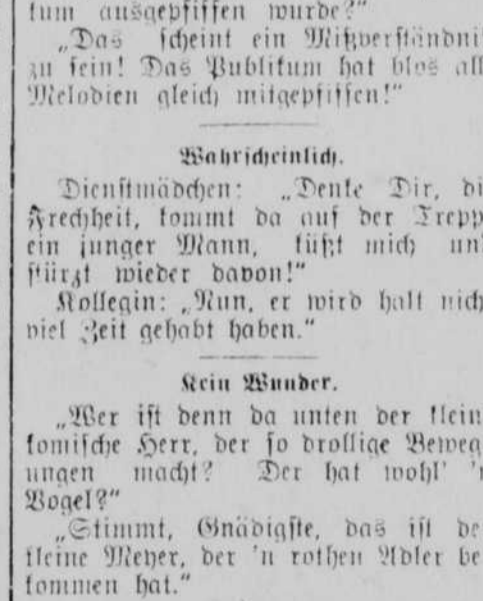 tum ausgepfiffen wurde?"
„Das scheint ein Mißverständni
zu sein! Das Publikum hat blos all
Melodien gleich mitgepfiffen!"
Wahrscheinlich.
Dienstmädchen: „Denke Dir, di
Frechheit, kommt da auf der Trepp
ein junger Mann, küßt mich un
stürzt wieder davon!"
Kollegin: „Nun, er wird halt nich
viel Zeit gehabt haben."
Kein Wunder.
„Wer ist denn da unten der klein
komische Herr, der so drollige Beweg
ungen macht? Der hat wohl' 'n
Vogel?"
„Stimmt, Gnädigste, das ist de
kleine Meyer, der 'n rothen Adler be
kommen hat."